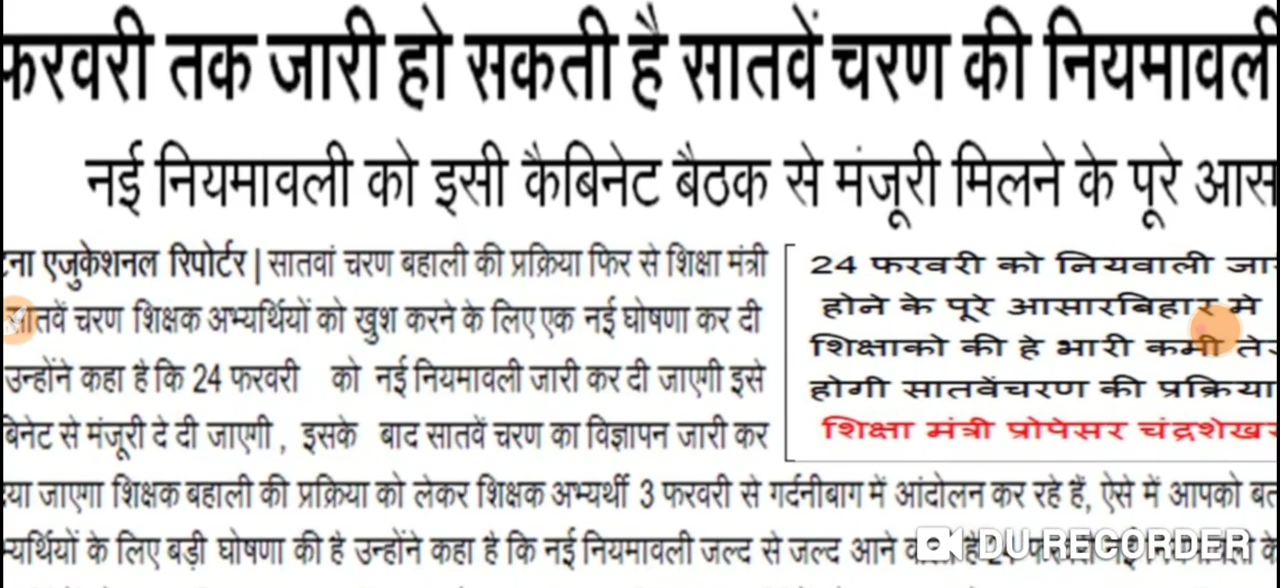 फरवरी तक जारी हो सकती है सातवें चरण की नियमावल
नई नियमावली को इसी कैबिनेट बैठक से मंजूरी मिलने के पूरे आस
टना एजुकेशनल रिपोर्टर | सातवां चरण बहाली की प्रक्रिया फिर से शिक्षा मंत्री
सातवें चरण शिक्षक अभ्यर्थियों को खुश करने के लिए एक नई घोषणा कर दी
उन्होंने कहा है कि 24 फरवरी को नई नियमावली जारी कर दी जाएगी इसे
बिनेट से मंजूरी दे दी जाएगी , इसके बाद सातवें चरण का विज्ञापन जारी कर
24 फरवरी को नियवाली जा
होने के पूरे आसारबिहार मे
शिक्षाको की हे भारी कमी ते
होगी सातवेंचरण की प्रक्रिया
शिक्षा मंत्री प्रोपेसर चंद्रशेखर
या जाएगा शिक्षक बहाली की प्रक्रिया को लेकर शिक्षक अभ्यर्थी 3 फरवरी से गर्दनीबाग में आंदोलन कर रहे हैं, ऐसे में आपको बत
भ्यर्थियों के लिए बड़ी घोषणा की है उन्होंने कहा है कि नई नियमावली जल्द से जल्द आने
DU RECORDER